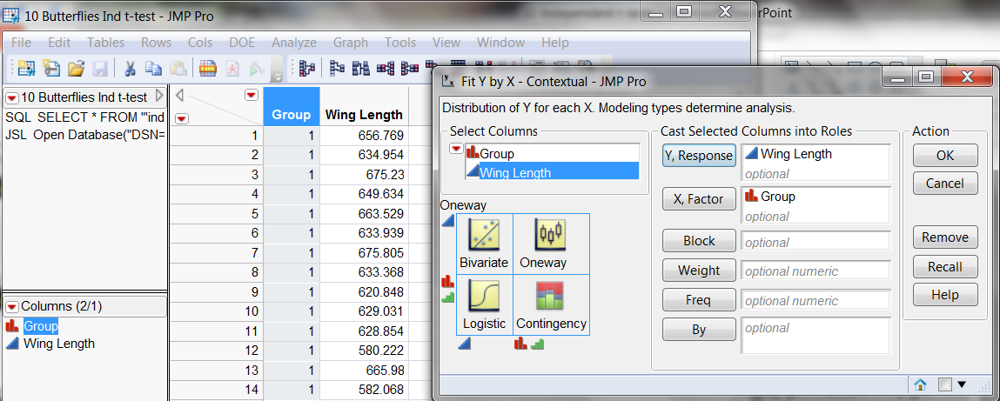 10 Butterflies Ind t-test - JMP Pro
rPoint
File Edit Tables Rows Cols DOE Analyze Graph Tools View Window Help
10 Butterflies Ind t-test
SQL SELECT * FROM "'ind
JSL Open Database("DSN=
Columns (2/1)
Group
Wing Length
Group Wing Length
1 1 656.769
2 1 634.954
3 1 675.23
4 1 649.634
5 1 663.529
6 1 633.939
7 1 675.805
8 1 633.368
9 1 620.848
10 1 629.031
11 1 628.854
12 1 580.222
13 1 665.98
14 1 582.068
Fit Y by X - Contextual - JMP Pro
Distribution of Y for each X. Modeling types determine analysis.
Select Columns
Group
Wing Length
Oneway
Bivariate Oneway
Logistic Contingency
Cast Selected Columns into Roles
Y, Response Wing Length
optional
X, Factor Group
optional
Block optional
Weight optional numeric
Freq optional numeric
By optional
Action
OK
Cancel
Remove
Recall
Help